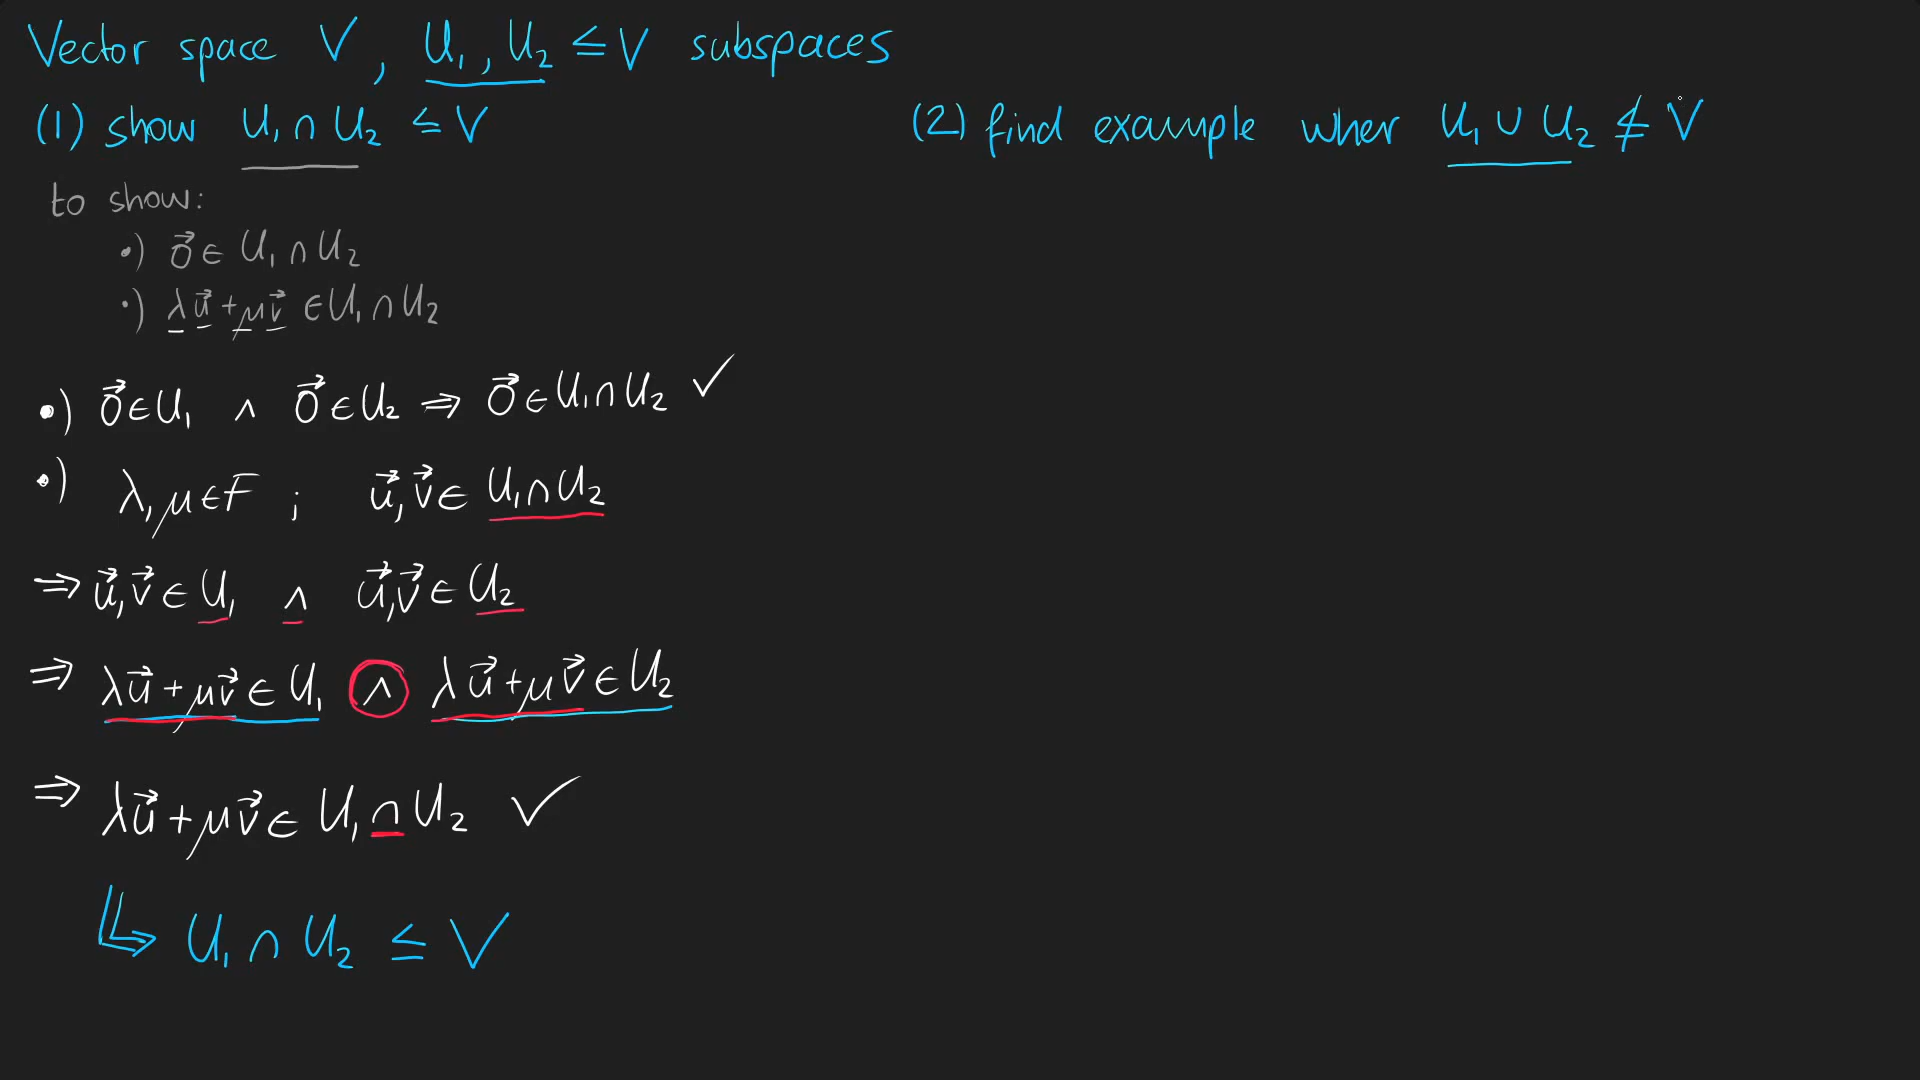 Vector space V, U₁, U₂ ≤ V subspaces
(1) show U₁ ∩ U₂ ≤ V
to show:
•) 0⃗ ∈ U₁ ∩ U₂
•) λu⃗ + μv⃗ ∈ U₁ ∩ U₂
•) 0⃗ ∈ U₁ ∧ 0⃗ ∈ U₂ ⇒ 0⃗ ∈ U₁ ∩ U₂ ✓
•) λ, μ ∈ F ; u⃗, v⃗ ∈ U₁ ∩ U₂
⇒ u⃗, v⃗ ∈ U₁ ∧ u⃗, v⃗ ∈ U₂
⇒ λu⃗ + μv⃗ ∈ U₁ ∧ λu⃗ + μv⃗ ∈ U₂
⇒ λu⃗ + μv⃗ ∈ U₁ ∩ U₂ ✓
↳ U₁ ∩ U₂ ≤ V
(2) find example wher U₁ ∪ U₂ ≰ V